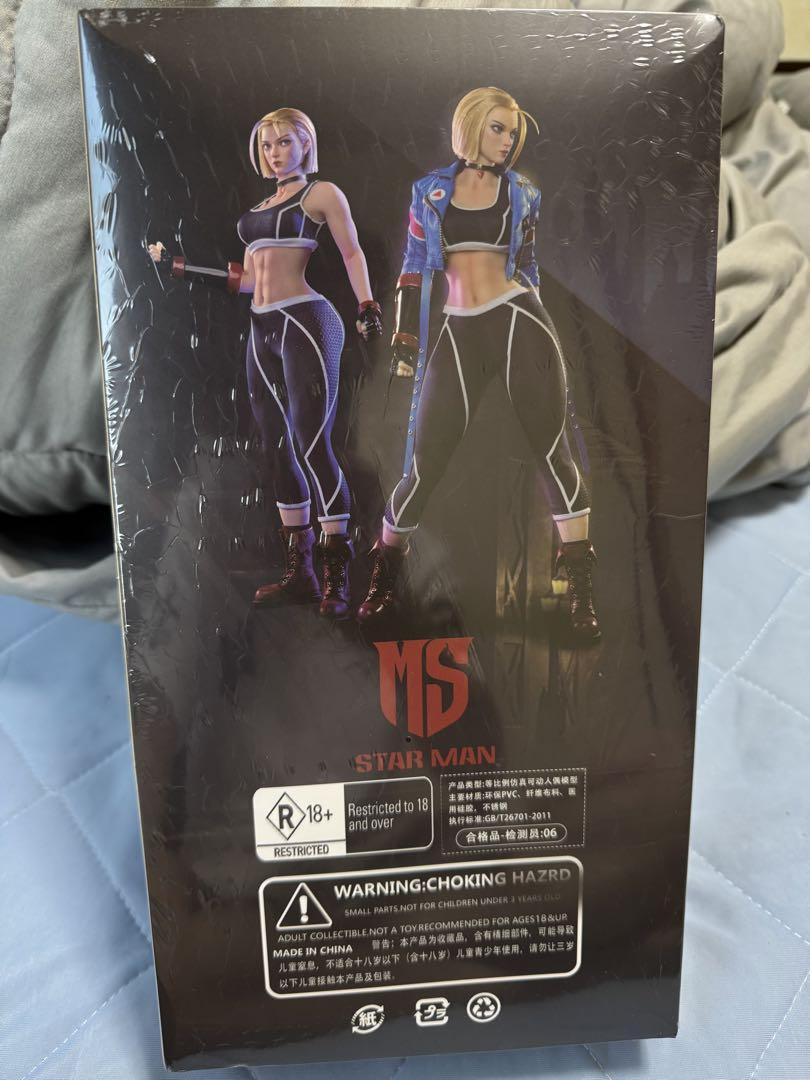 MS
STAR MAN
R
18+
RESTRICTED
Restricted to 18
and over
产品类型:等比例仿真可动人偶模型
主要材质:环保PVC、纤维布料、医
用硅胶，不锈钢
执行标准:GB/T26701-2011
合格品-检测员:06
WARNING:CHOKING HAZRD
SMALL PARTS.NOT FOR CHILDREN UNDER 3 YEARS OLD
ADULT COLLECTIBLE.NOT A TOY.RECOMMENDED FOR AGES18&UP.
MADE IN CHINA
警告：本产品为收藏品，含有精细部件，可能导致
儿童窒息，不适合十八岁以下（含十八岁）儿童青少年使用，请勿让三岁
以下儿童接触本产品及包装.
紙
プラ